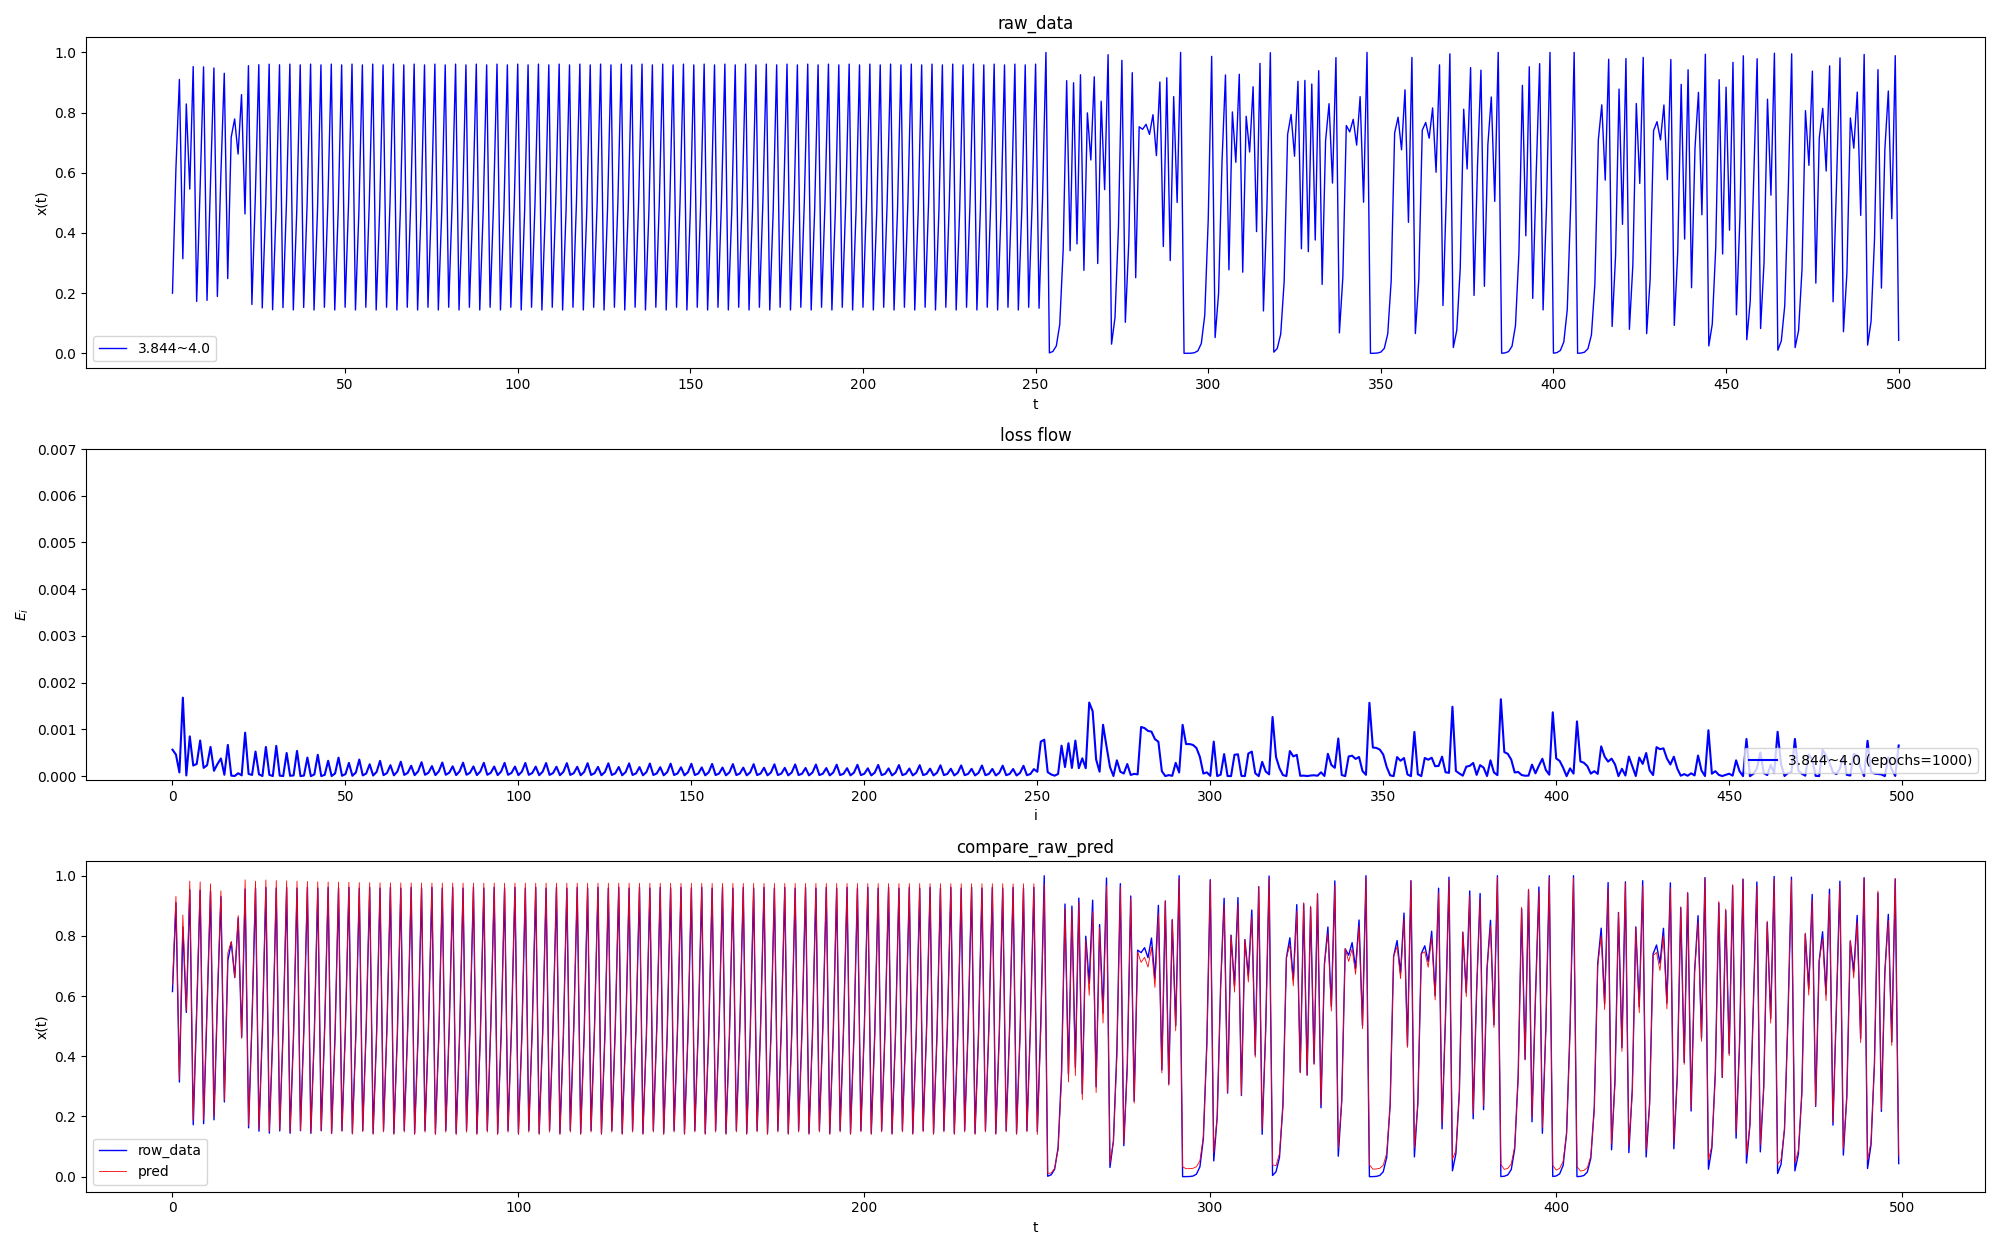 raw_data
1.0
0.8
0.6
0.4
0.2
0.0
x(t)
3.844~4.0
50 100 150 200 250 300 350 400 450 500
t
loss flow
0.007
0.006
0.005
0.004
0.003
0.002
0.001
0.000
E_i
3.844~4.0 (epochs=1000)
0 50 100 150 200 250 300 350 400 450 500
i
compare_raw_pred
1.0
0.8
0.6
0.4
0.2
0.0
x(t)
row_data
pred
0 100 200 300 400 500
t